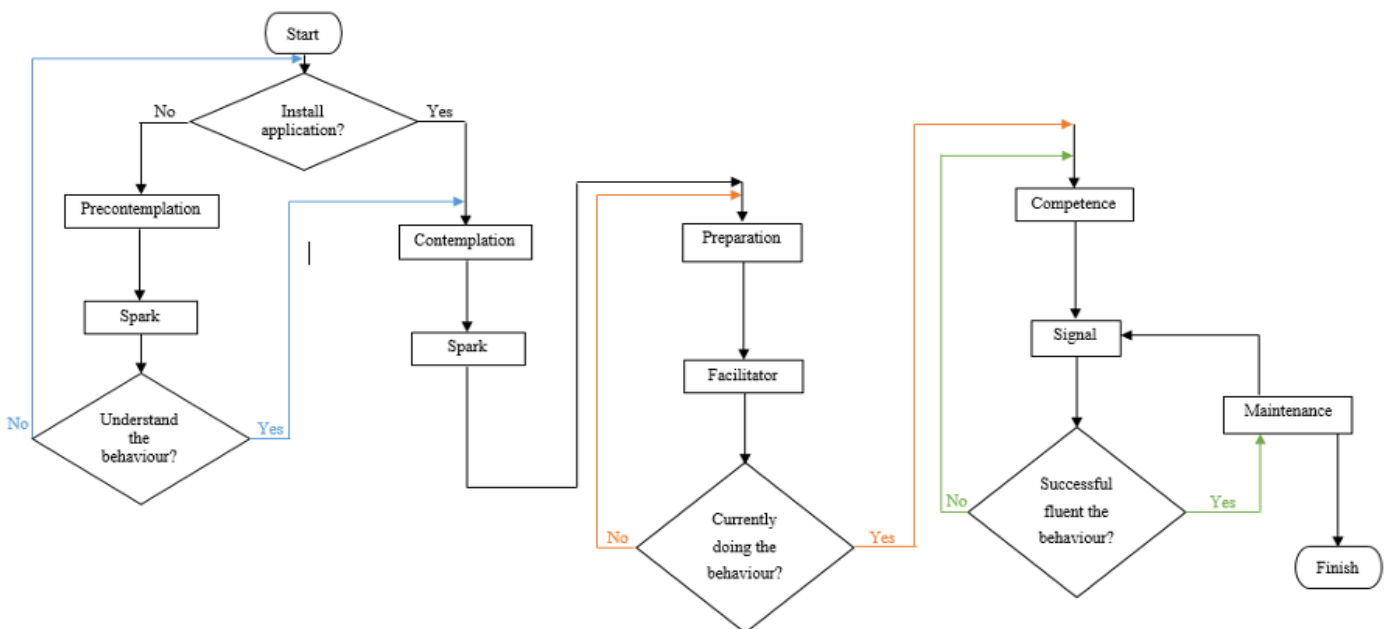 Start
Install
application?
No
Yes
Precontemplation
Spark
Understand
the
behaviour?
No
Yes
Contemplation
Spark
Preparation
Facilitator
Currently
doing the
behaviour?
No
Yes
Competence
Signal
Successful
fluent the
behaviour?
No
Yes
Maintenance
Finish